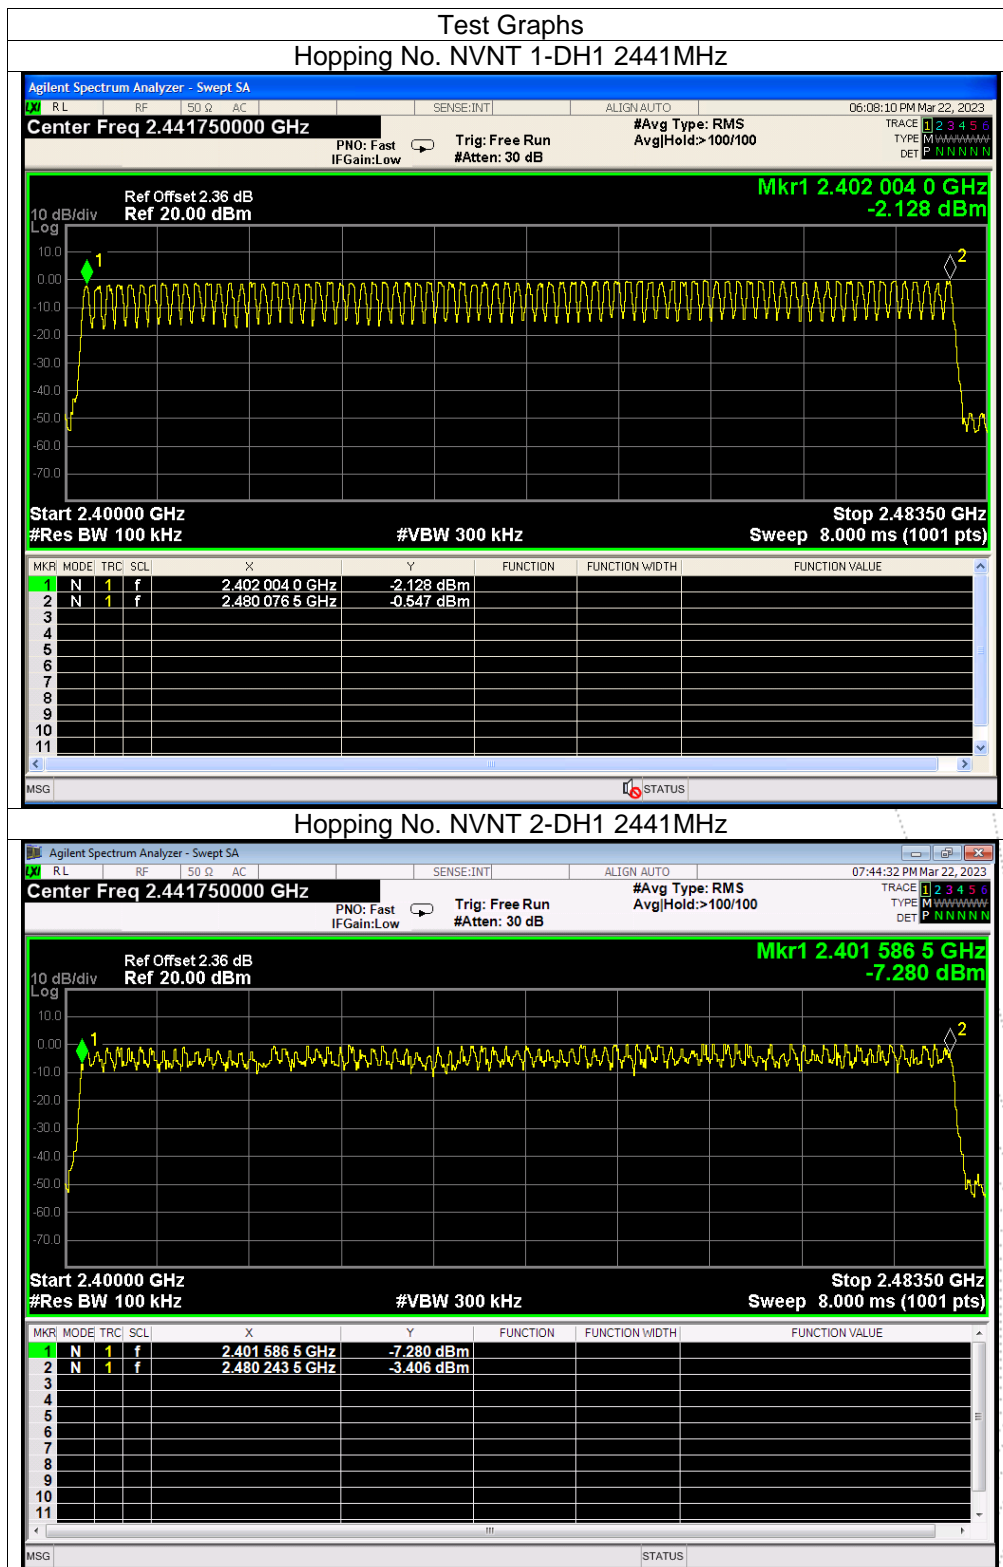 Test Graphs
Hopping No. NVNT 1-DH1 2441MHz
Agilent Spectrum Analyzer - Swept SA
LXI RL RF 50 Ω AC SENSE:INT ALIGN AUTO 06:08:10 PM Mar 22, 2023
Center Freq 2.441750000 GHz #Avg Type: RMS TRACE 1 2 3 4 5 6
PNO: Fast Trig: Free Run Avg|Hold:>100/100 TYPE M WWWWW
IFGain:Low #Atten: 30 dB DET P N N N N N
Mkr1 2.402 004 0 GHz
Ref Offset 2.36 dB
10 dB/div Ref 20.00 dBm -2.128 dBm
Log
10.0
1 2
0.00
-10.0
-20.0
-30.0
-40.0
-50.0
-60.0
-70.0
Start 2.40000 GHz Stop 2.48350 GHz
#Res BW 100 kHz #VBW 300 kHz Sweep 8.000 ms (1001 pts)
MKR MODE TRC SCL X Y FUNCTION FUNCTION WIDTH FUNCTION VALUE
1 N 1 f 2.402 004 0 GHz -2.128 dBm
2 N 1 f 2.480 076 5 GHz -0.547 dBm
3
4
5
6
7
8
9
10
11
MSG STATUS
Hopping No. NVNT 2-DH1 2441MHz
Agilent Spectrum Analyzer - Swept SA
LXI RL RF 50 Ω AC SENSE:INT ALIGN AUTO 07:44:32 PM Mar 22, 2023
Center Freq 2.441750000 GHz #Avg Type: RMS TRACE 1 2 3 4 5 6
PNO: Fast Trig: Free Run Avg|Hold:>100/100 TYPE M WWWWW
IFGain:Low #Atten: 30 dB DET P N N N N N
Mkr1 2.401 586 5 GHz
Ref Offset 2.36 dB
10 dB/div Ref 20.00 dBm -7.280 dBm
Log
10.0
1 2
0.00
-10.0
-20.0
-30.0
-40.0
-50.0
-60.0
-70.0
Start 2.40000 GHz Stop 2.48350 GHz
#Res BW 100 kHz #VBW 300 kHz Sweep 8.000 ms (1001 pts)
MKR MODE TRC SCL X Y FUNCTION FUNCTION WIDTH FUNCTION VALUE
1 N 1 f 2.401 586 5 GHz -7.280 dBm
2 N 1 f 2.480 243 5 GHz -3.406 dBm
3
4
5
6
7
8
9
10
11
MSG STATUS